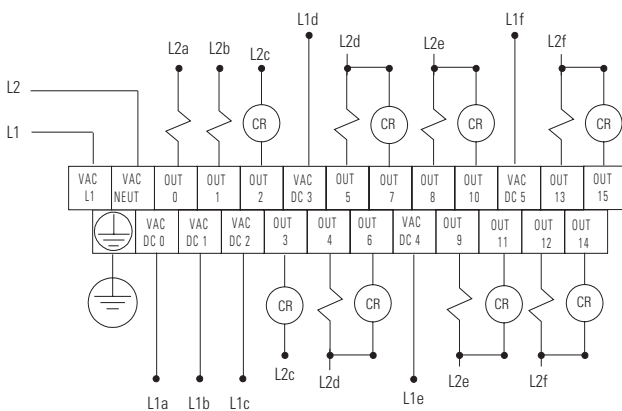 L1d
L1f
L2a
L2b
L2c
L2d
L2e
L2f
L2
L1
CR
CR
CR
CR
VAC L1
VAC NEUT
OUT 0
OUT 1
OUT 2
VAC DC 3
OUT 5
OUT 7
OUT 8
OUT 10
VAC DC 5
OUT 13
OUT 15
VAC DC 0
VAC DC 1
VAC DC 2
OUT 3
OUT 4
OUT 6
VAC DC 4
OUT 9
OUT 11
OUT 12
OUT 14
CR
CR
CR
CR
L2c
L2d
L2e
L2f
L1a
L1b
L1c
L1e